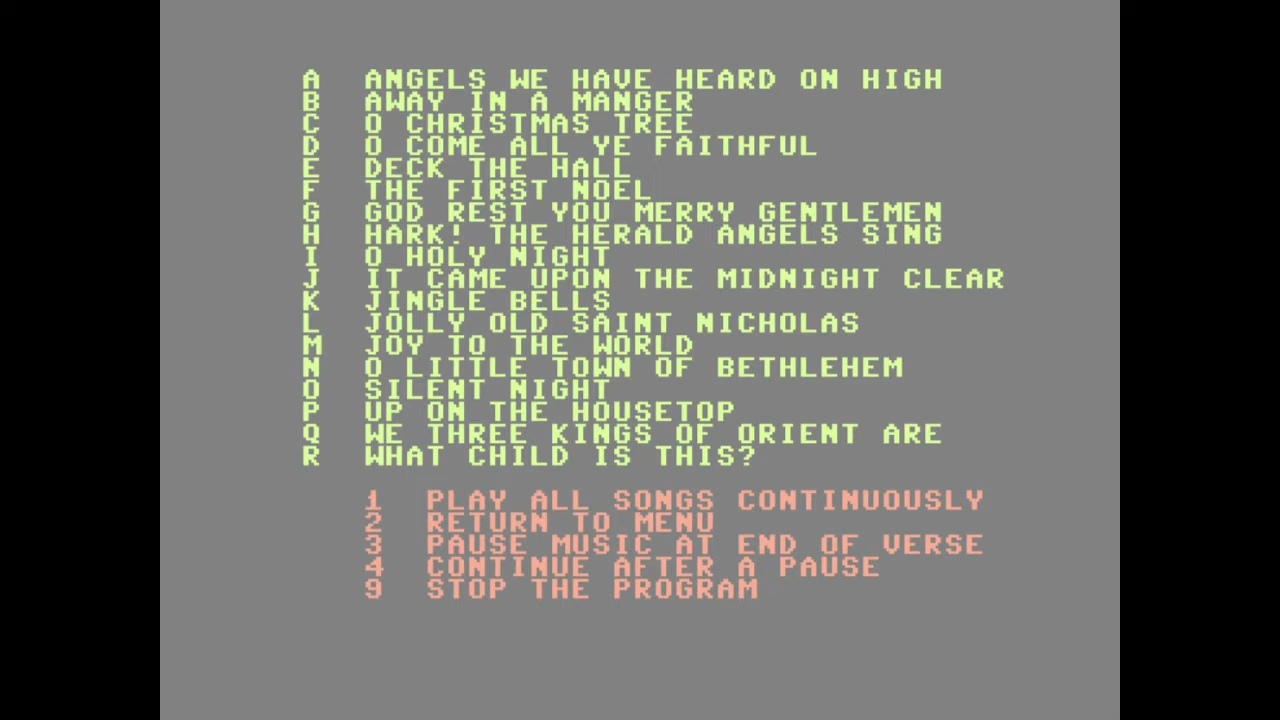 A ANGELS WE HAVE HEARD ON HIGH
B AWAY IN A MANGER
C O CHRISTMAS TREE
D O COME ALL YE FAITHFUL
E DECK THE HALL
F THE FIRST NOEL
G GOD REST YOU MERRY GENTLEMEN
H HARK! THE HERALD ANGELS SING
I O HOLY NIGHT
J IT CAME UPON THE MIDNIGHT CLEAR
K JINGLE BELLS
L JOLLY OLD SAINT NICHOLAS
M JOY TO THE WORLD
N O LITTLE TOWN OF BETHLEHEM
O SILENT NIGHT
P UP ON THE HOUSETOP
Q WE THREE KINGS OF ORIENT ARE
R WHAT CHILD IS THIS?
1 PLAY ALL SONGS CONTINUOUSLY
2 RETURN TO MENU
3 PAUSE MUSIC AT END OF VERSE
4 CONTINUE AFTER A PAUSE
9 STOP THE PROGRAM